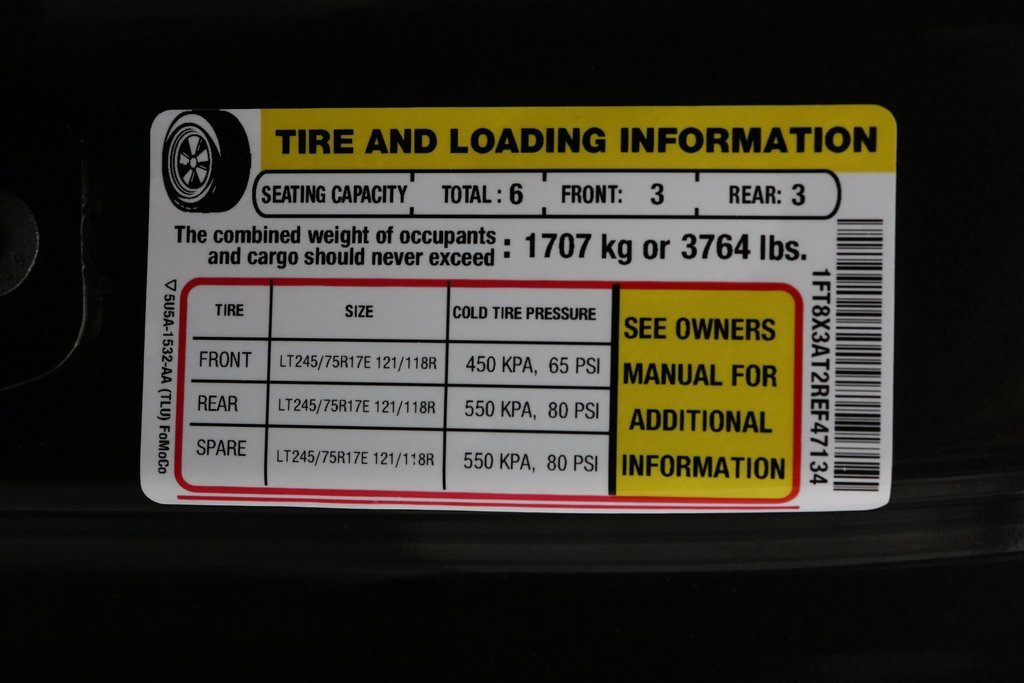 TIRE AND LOADING INFORMATION
SEATING CAPACITY TOTAL : 6 FRONT: 3 REAR: 3
The combined weight of occupants
and cargo should never exceed : 1707 kg or 3764 lbs.
TIRE SIZE COLD TIRE PRESSURE
FRONT LT245/75R17E 121/118R 450 KPA, 65 PSI
REAR LT245/75R17E 121/118R 550 KPA, 80 PSI
SPARE LT245/75R17E 121/118R 550 KPA, 80 PSI
SEE OWNERS
MANUAL FOR
ADDITIONAL
INFORMATION
1FT8X3AT2REF47134
▽5U5A-1532-AA (TLU) FoMoCo